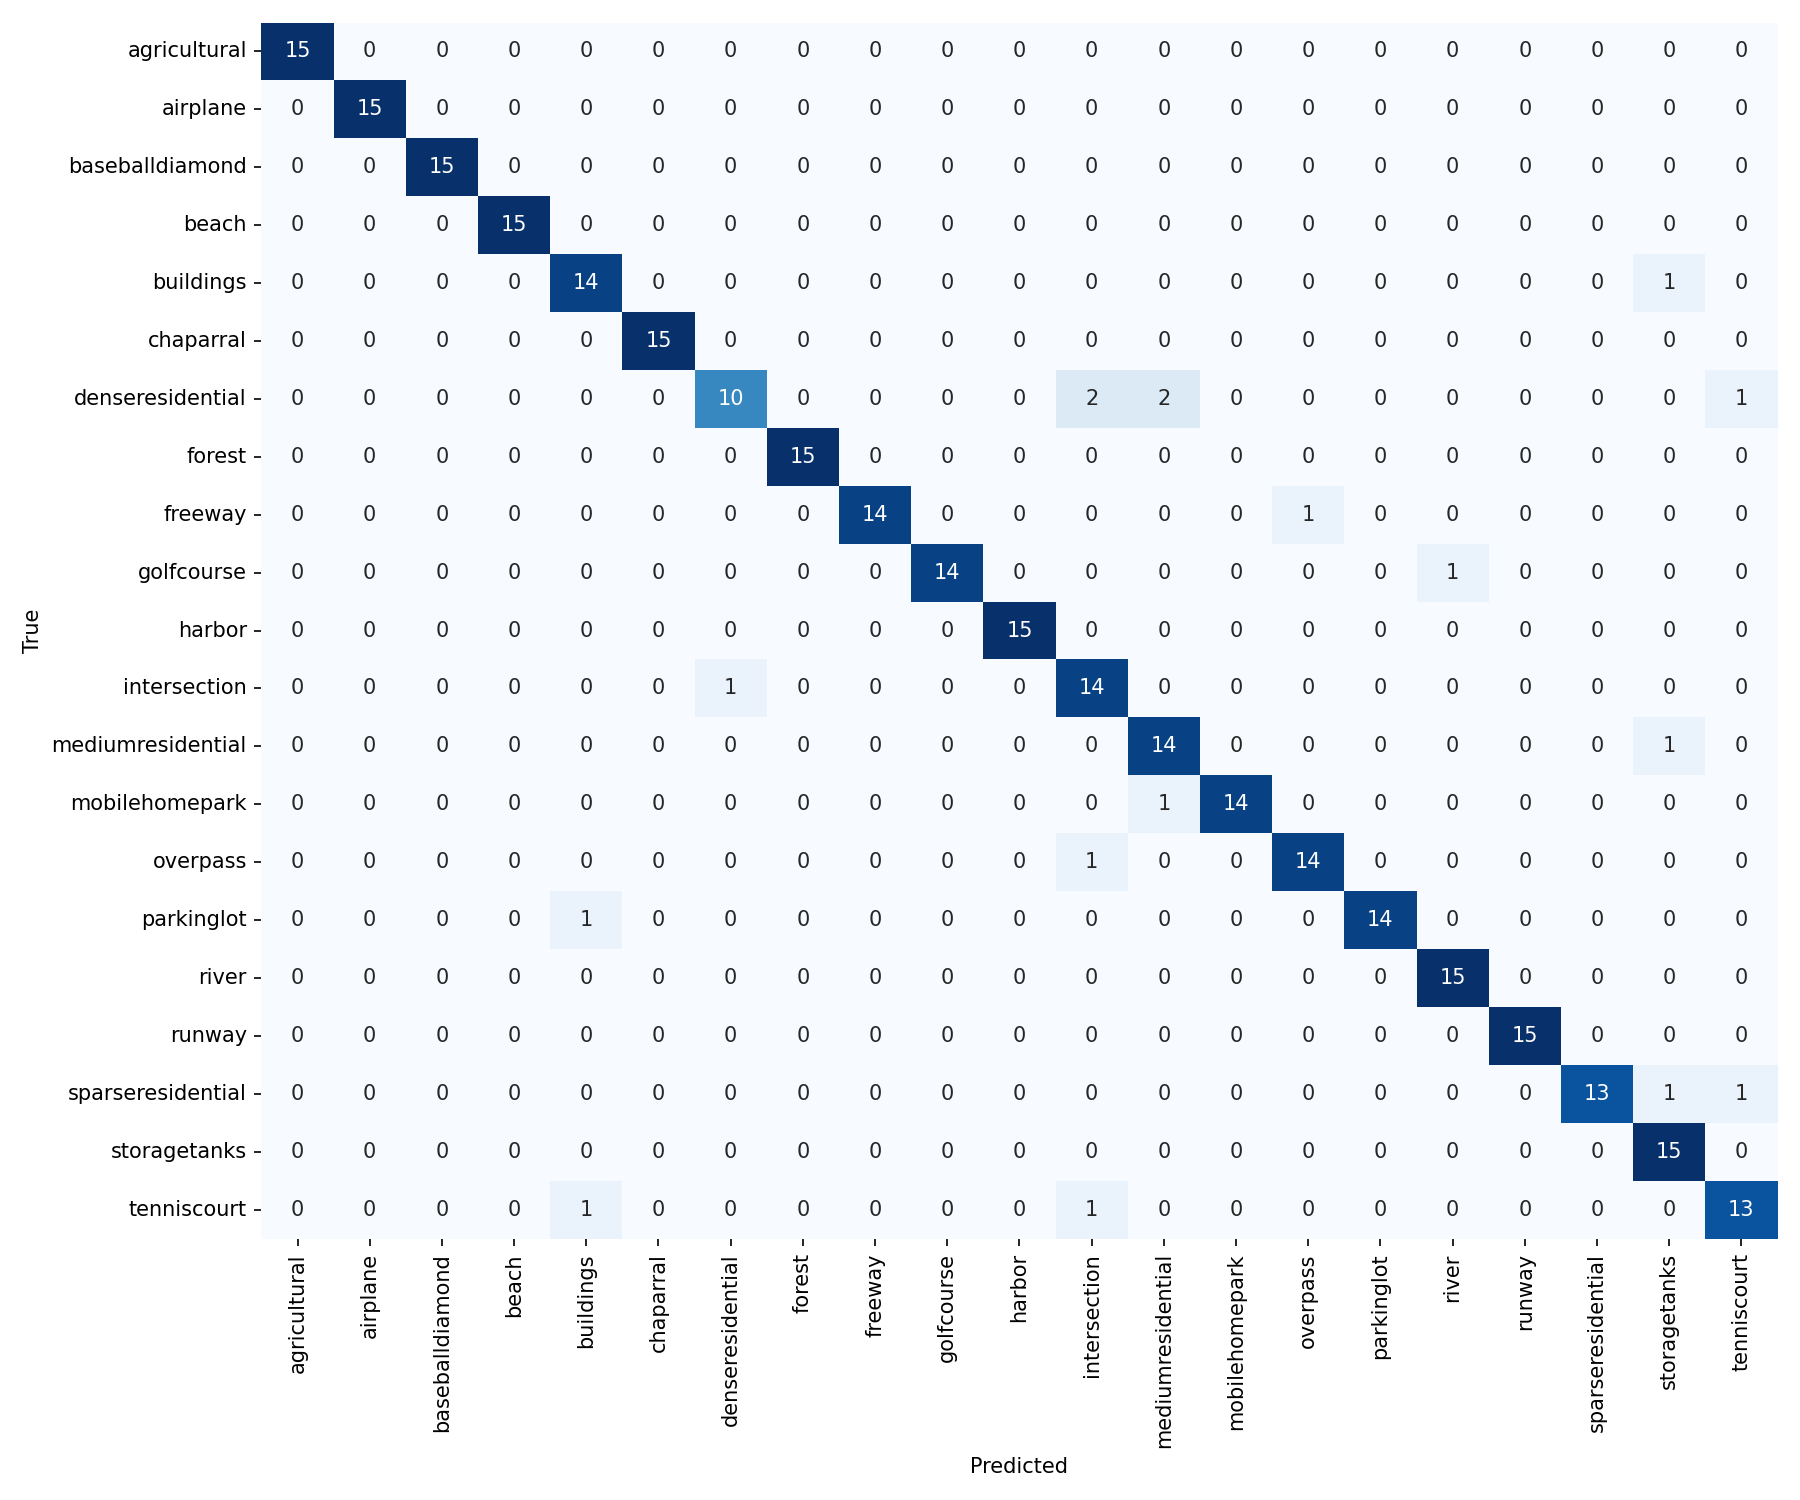 agricultural 15 0 0 0 0 0 0 0 0 0 0 0 0 0 0 0 0 0 0 0 0
airplane 0 15 0 0 0 0 0 0 0 0 0 0 0 0 0 0 0 0 0 0 0
baseballdiamond 0 0 15 0 0 0 0 0 0 0 0 0 0 0 0 0 0 0 0 0 0
beach 0 0 0 15 0 0 0 0 0 0 0 0 0 0 0 0 0 0 0 0 0
buildings 0 0 0 0 14 0 0 0 0 0 0 0 0 0 0 0 0 0 0 1 0
chaparral 0 0 0 0 0 15 0 0 0 0 0 0 0 0 0 0 0 0 0 0 0
denseresidential 0 0 0 0 0 0 10 0 0 0 0 2 2 0 0 0 0 0 0 0 1
forest 0 0 0 0 0 0 0 15 0 0 0 0 0 0 0 0 0 0 0 0 0
freeway 0 0 0 0 0 0 0 0 14 0 0 0 0 0 1 0 0 0 0 0 0
golfcourse 0 0 0 0 0 0 0 0 0 14 0 0 0 0 0 0 1 0 0 0 0
harbor 0 0 0 0 0 0 0 0 0 0 15 0 0 0 0 0 0 0 0 0 0
intersection 0 0 0 0 0 0 1 0 0 0 0 14 0 0 0 0 0 0 0 0 0
mediumresidential 0 0 0 0 0 0 0 0 0 0 0 0 14 0 0 0 0 0 0 1 0
mobilehomepark 0 0 0 0 0 0 0 0 0 0 0 0 1 14 0 0 0 0 0 0 0
overpass 0 0 0 0 0 0 0 0 0 0 0 1 0 0 14 0 0 0 0 0 0
parkinglot 0 0 0 0 1 0 0 0 0 0 0 0 0 0 0 14 0 0 0 0 0
river 0 0 0 0 0 0 0 0 0 0 0 0 0 0 0 0 15 0 0 0 0
runway 0 0 0 0 0 0 0 0 0 0 0 0 0 0 0 0 0 15 0 0 0
sparseresidential 0 0 0 0 0 0 0 0 0 0 0 0 0 0 0 0 0 0 13 1 1
storagetanks 0 0 0 0 0 0 0 0 0 0 0 0 0 0 0 0 0 0 0 15 0
tenniscourt 0 0 0 0 1 0 0 0 0 0 0 1 0 0 0 0 0 0 0 0 13
True
agricultural
airplane
baseballdiamond
beach
buildings
chaparral
denseresidential
forest
freeway
golfcourse
harbor
intersection
mediumresidential
mobilehomepark
overpass
parkinglot
river
runway
sparseresidential
storagetanks
tenniscourt
Predicted